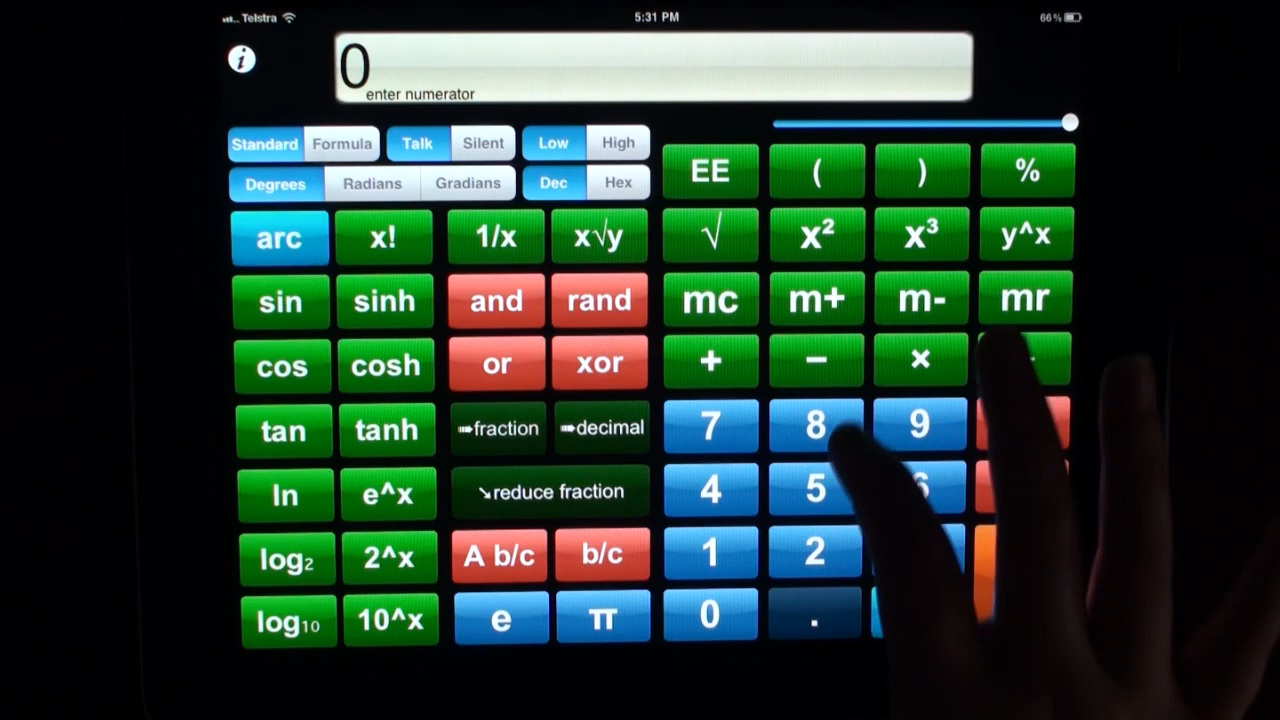 Telstra 5:31 PM 66%
i
0
enter numerator
Standard Formula Talk Silent Low High
Degrees Radians Gradians Dec Hex
EE ( ) %
arc x! 1/x x√y √ x² x³ y^x
sin sinh and rand mc m+ m- mr
cos cosh or xor + − ×
tan tanh ➠fraction ➠decimal 7 8 9
ln e^x ↘reduce fraction 4 5 6
log₂ 2^x A b/c b/c 1 2
log₁₀ 10^x e π 0 .